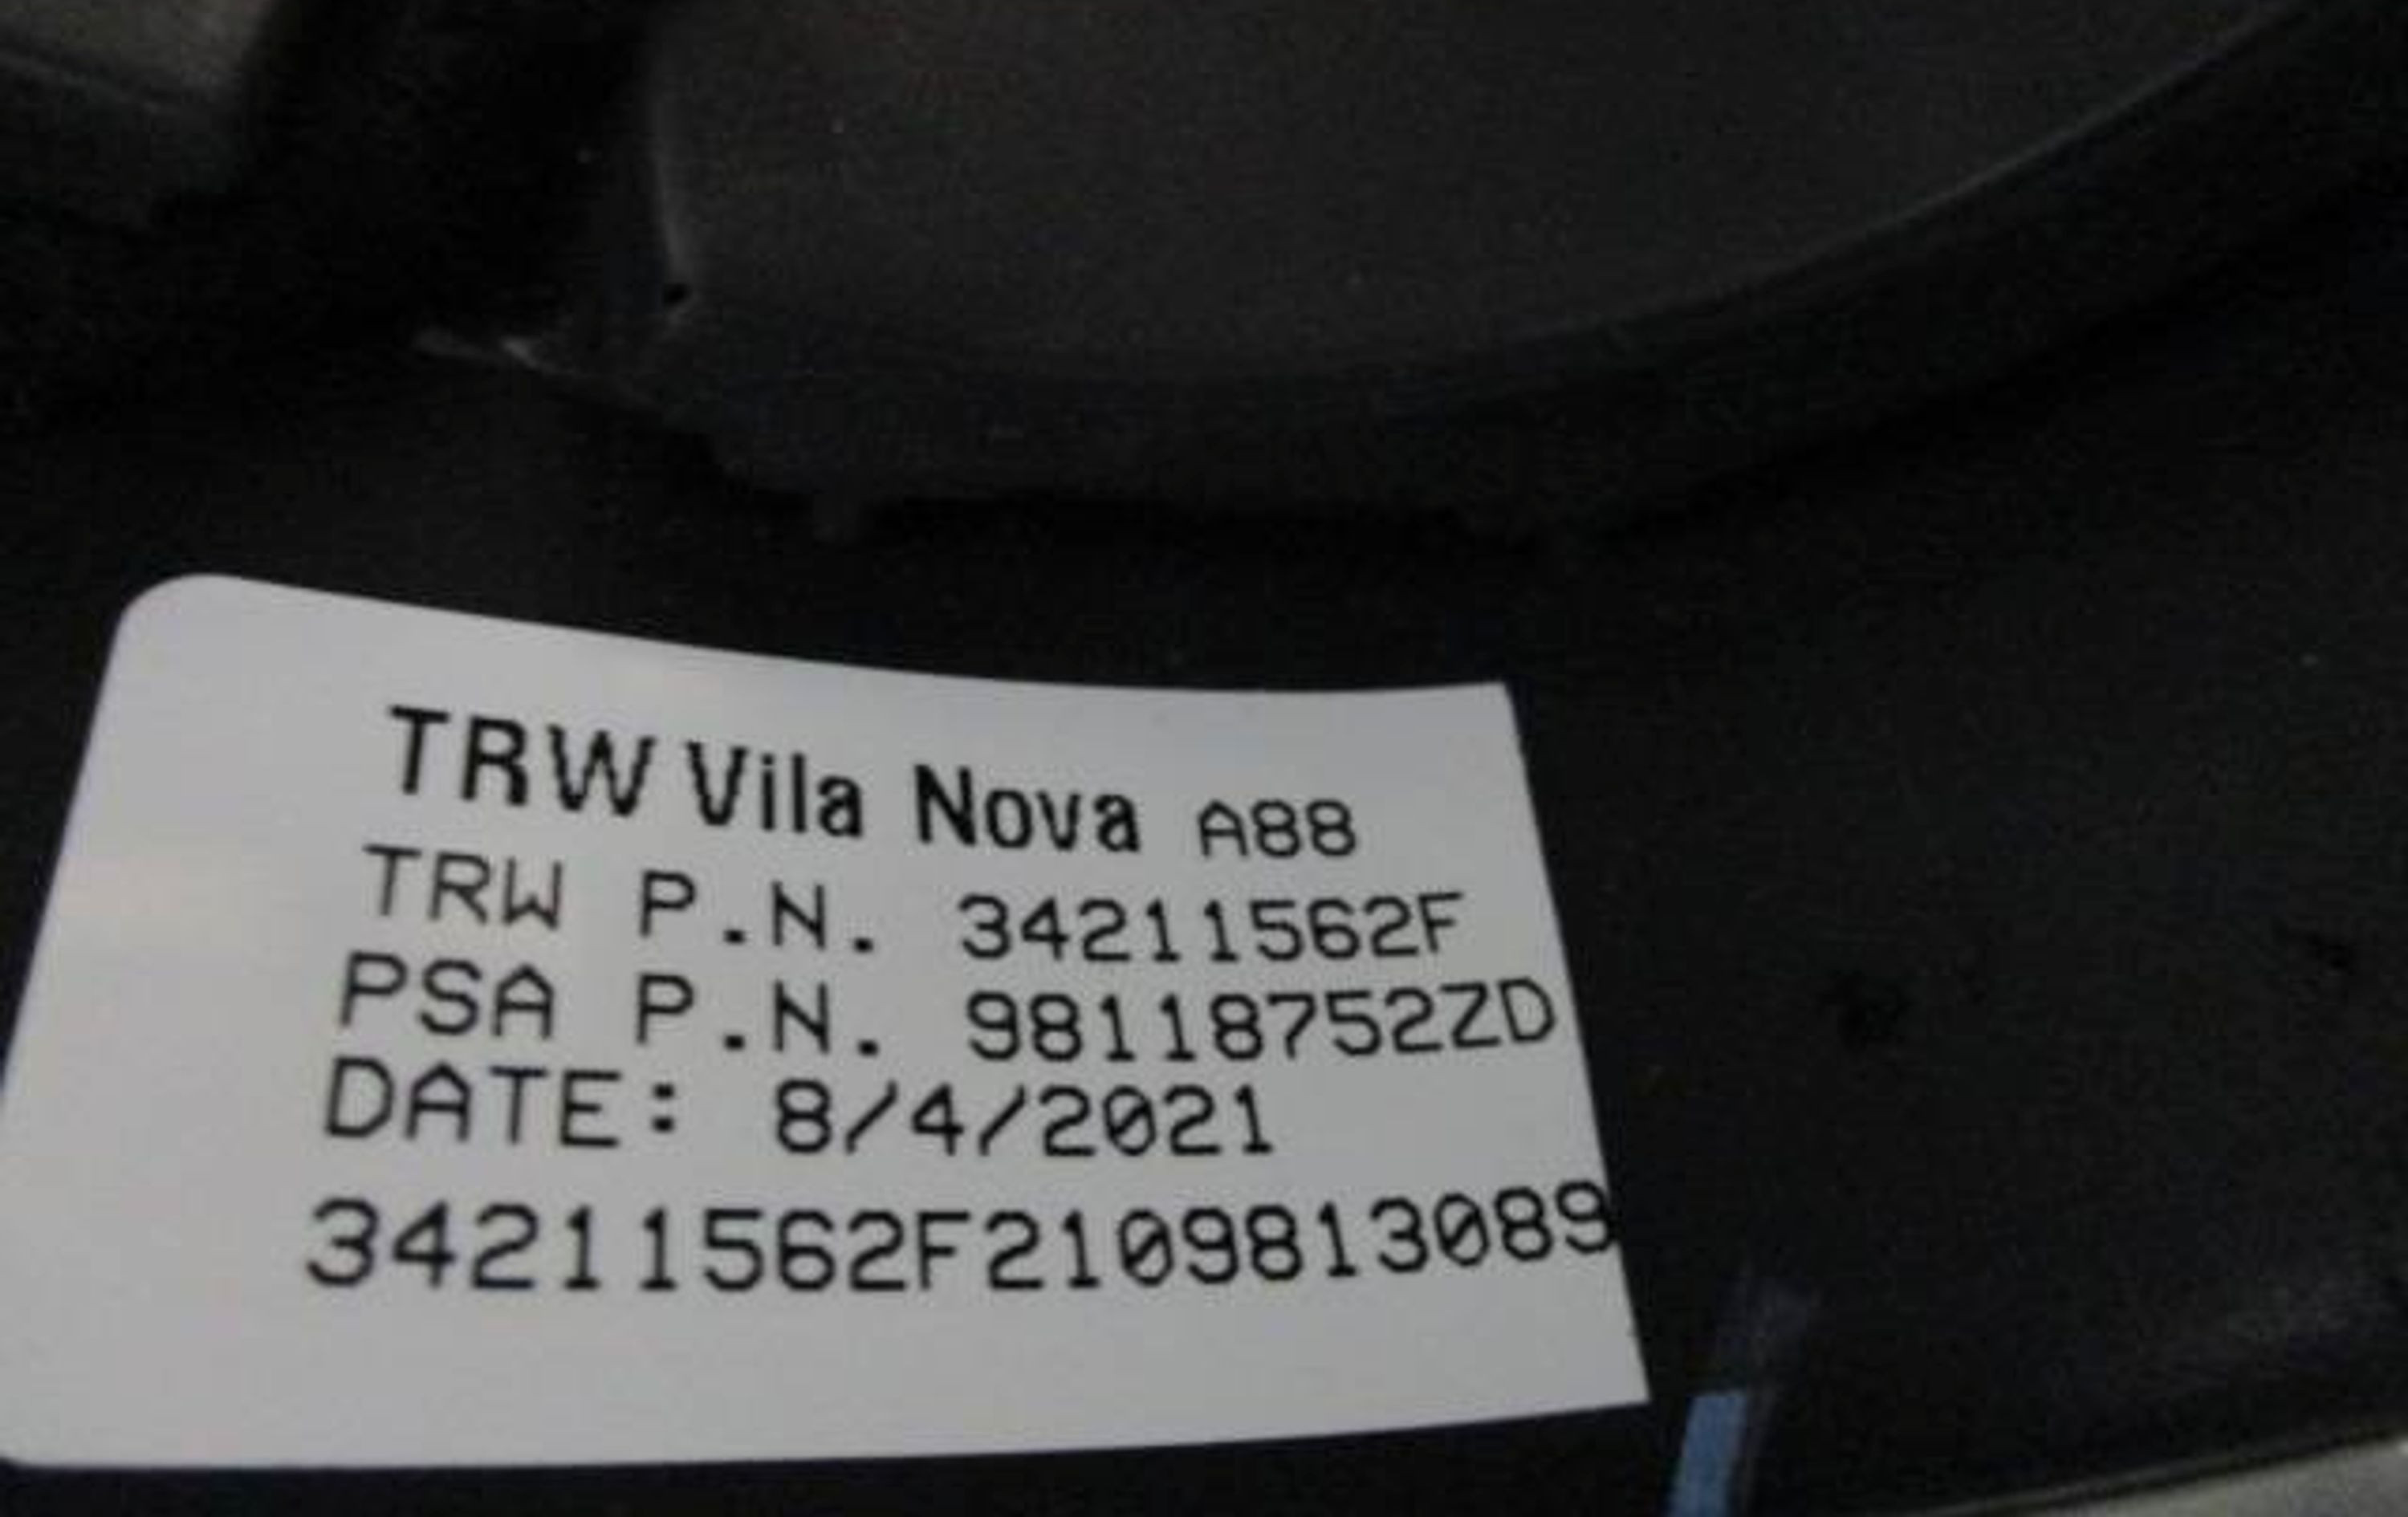 TRW Vila Nova A88
TRW P.N. 34211562F
PSA P.N. 98118752ZD
DATE: 8/4/2021
34211562F2109813089